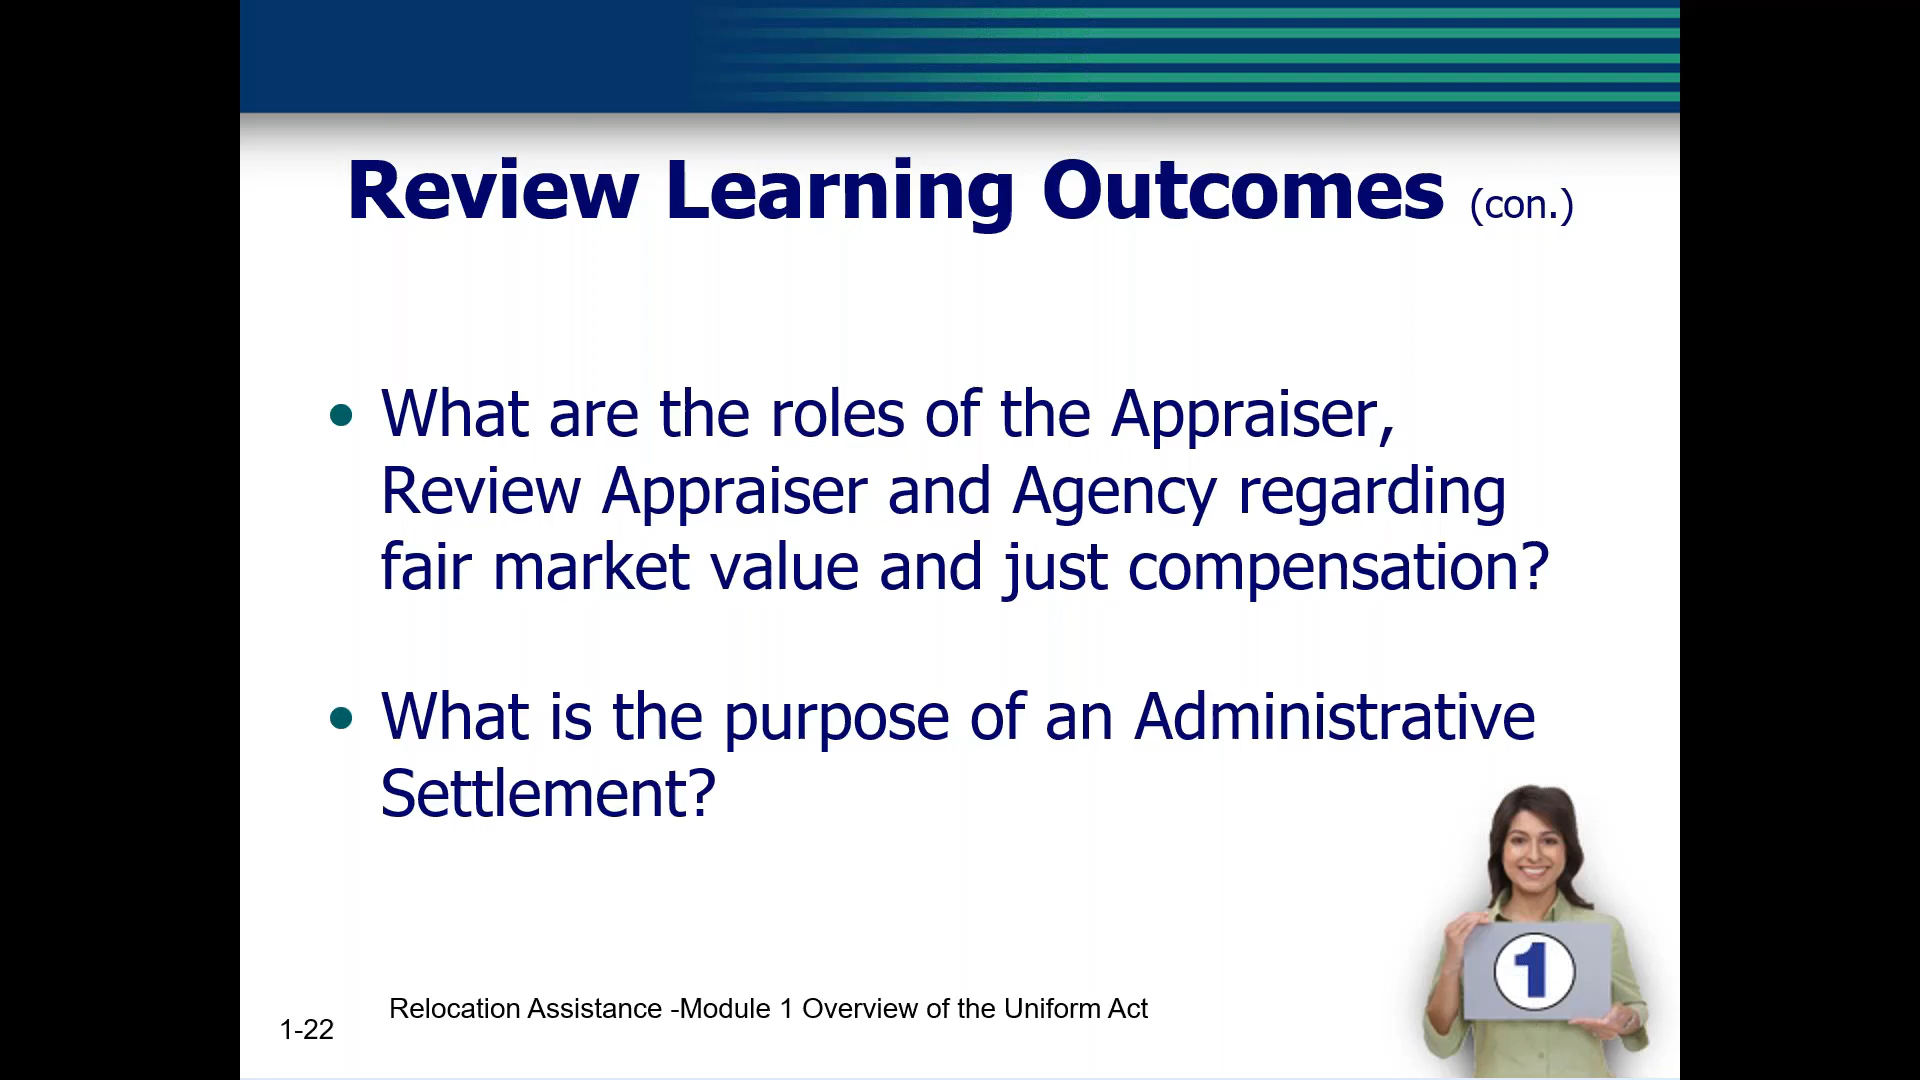 Review Learning Outcomes (con.)
• What are the roles of the Appraiser,
Review Appraiser and Agency regarding
fair market value and just compensation?
• What is the purpose of an Administrative
Settlement?
1
Relocation Assistance -Module 1 Overview of the Uniform Act
1-22